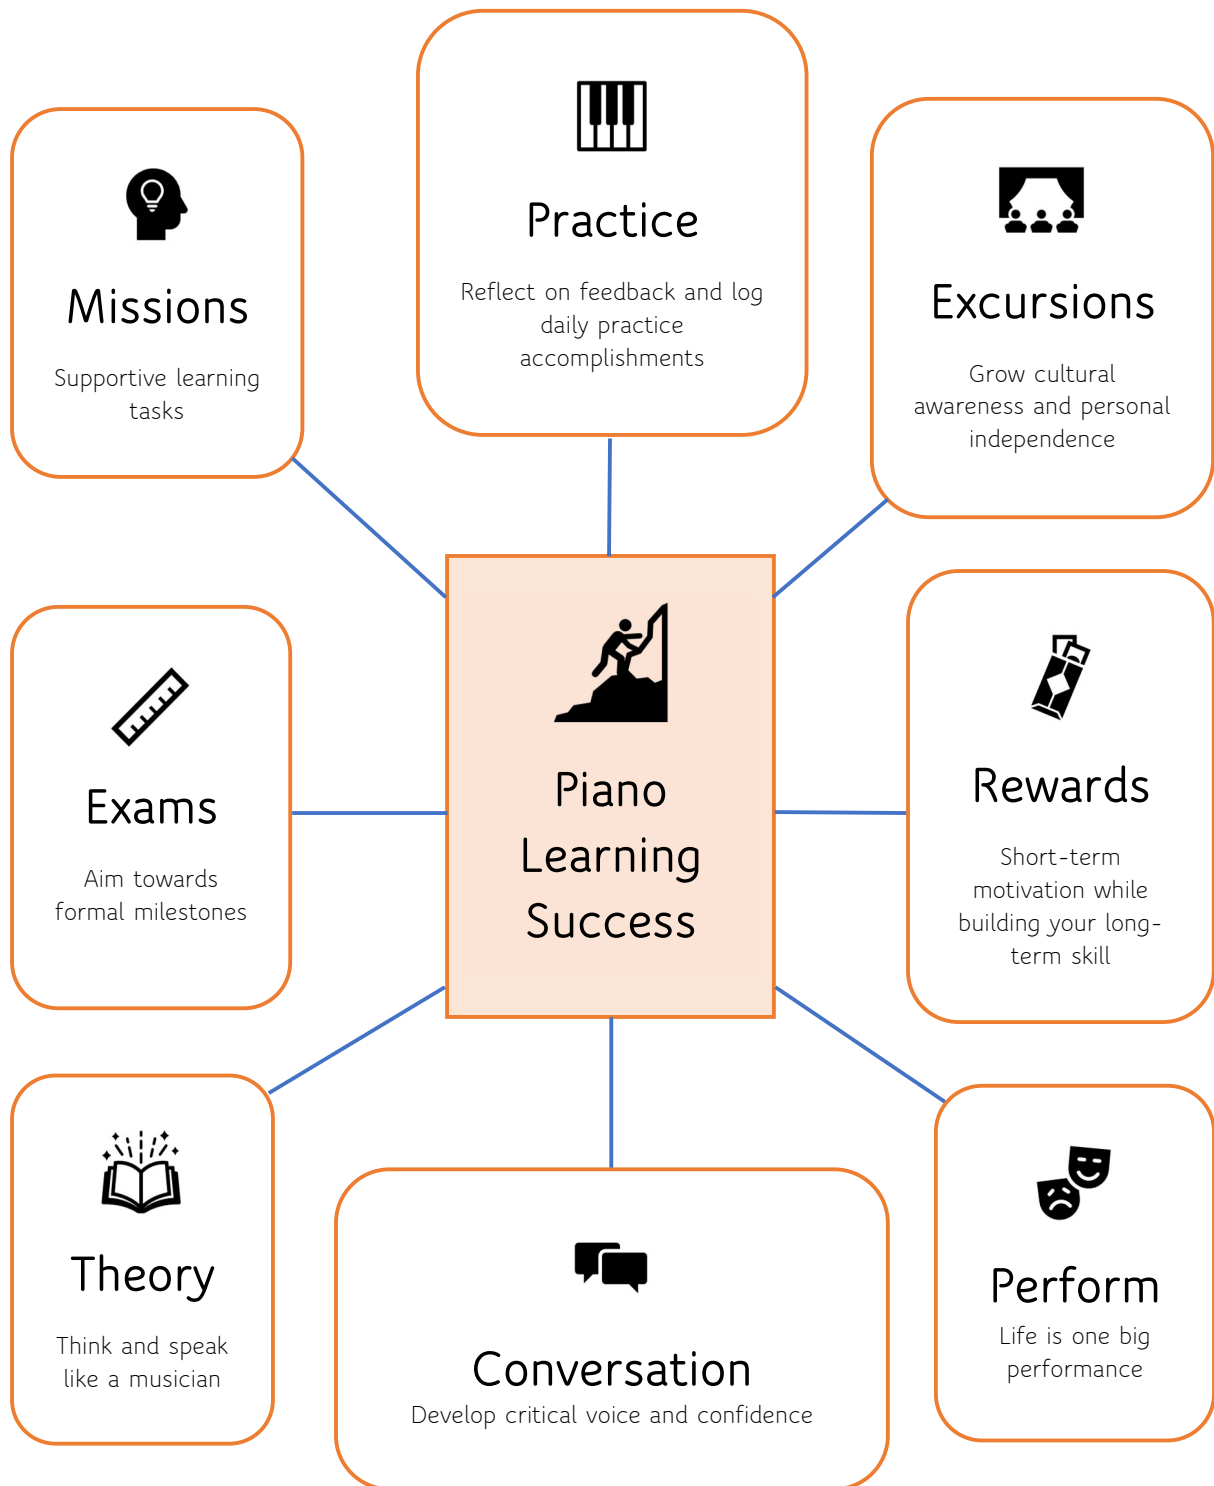 Practice
Reflect on feedback and log
daily practice
accomplishments
Missions
Supportive learning
tasks
Excursions
Grow cultural
awareness and personal
independence
Piano
Learning
Success
Exams
Aim towards
formal milestones
Rewards
Short-term
motivation while
building your long-
term skill
Theory
Think and speak
like a musician
Conversation
Develop critical voice and confidence
Perform
Life is one big
performance